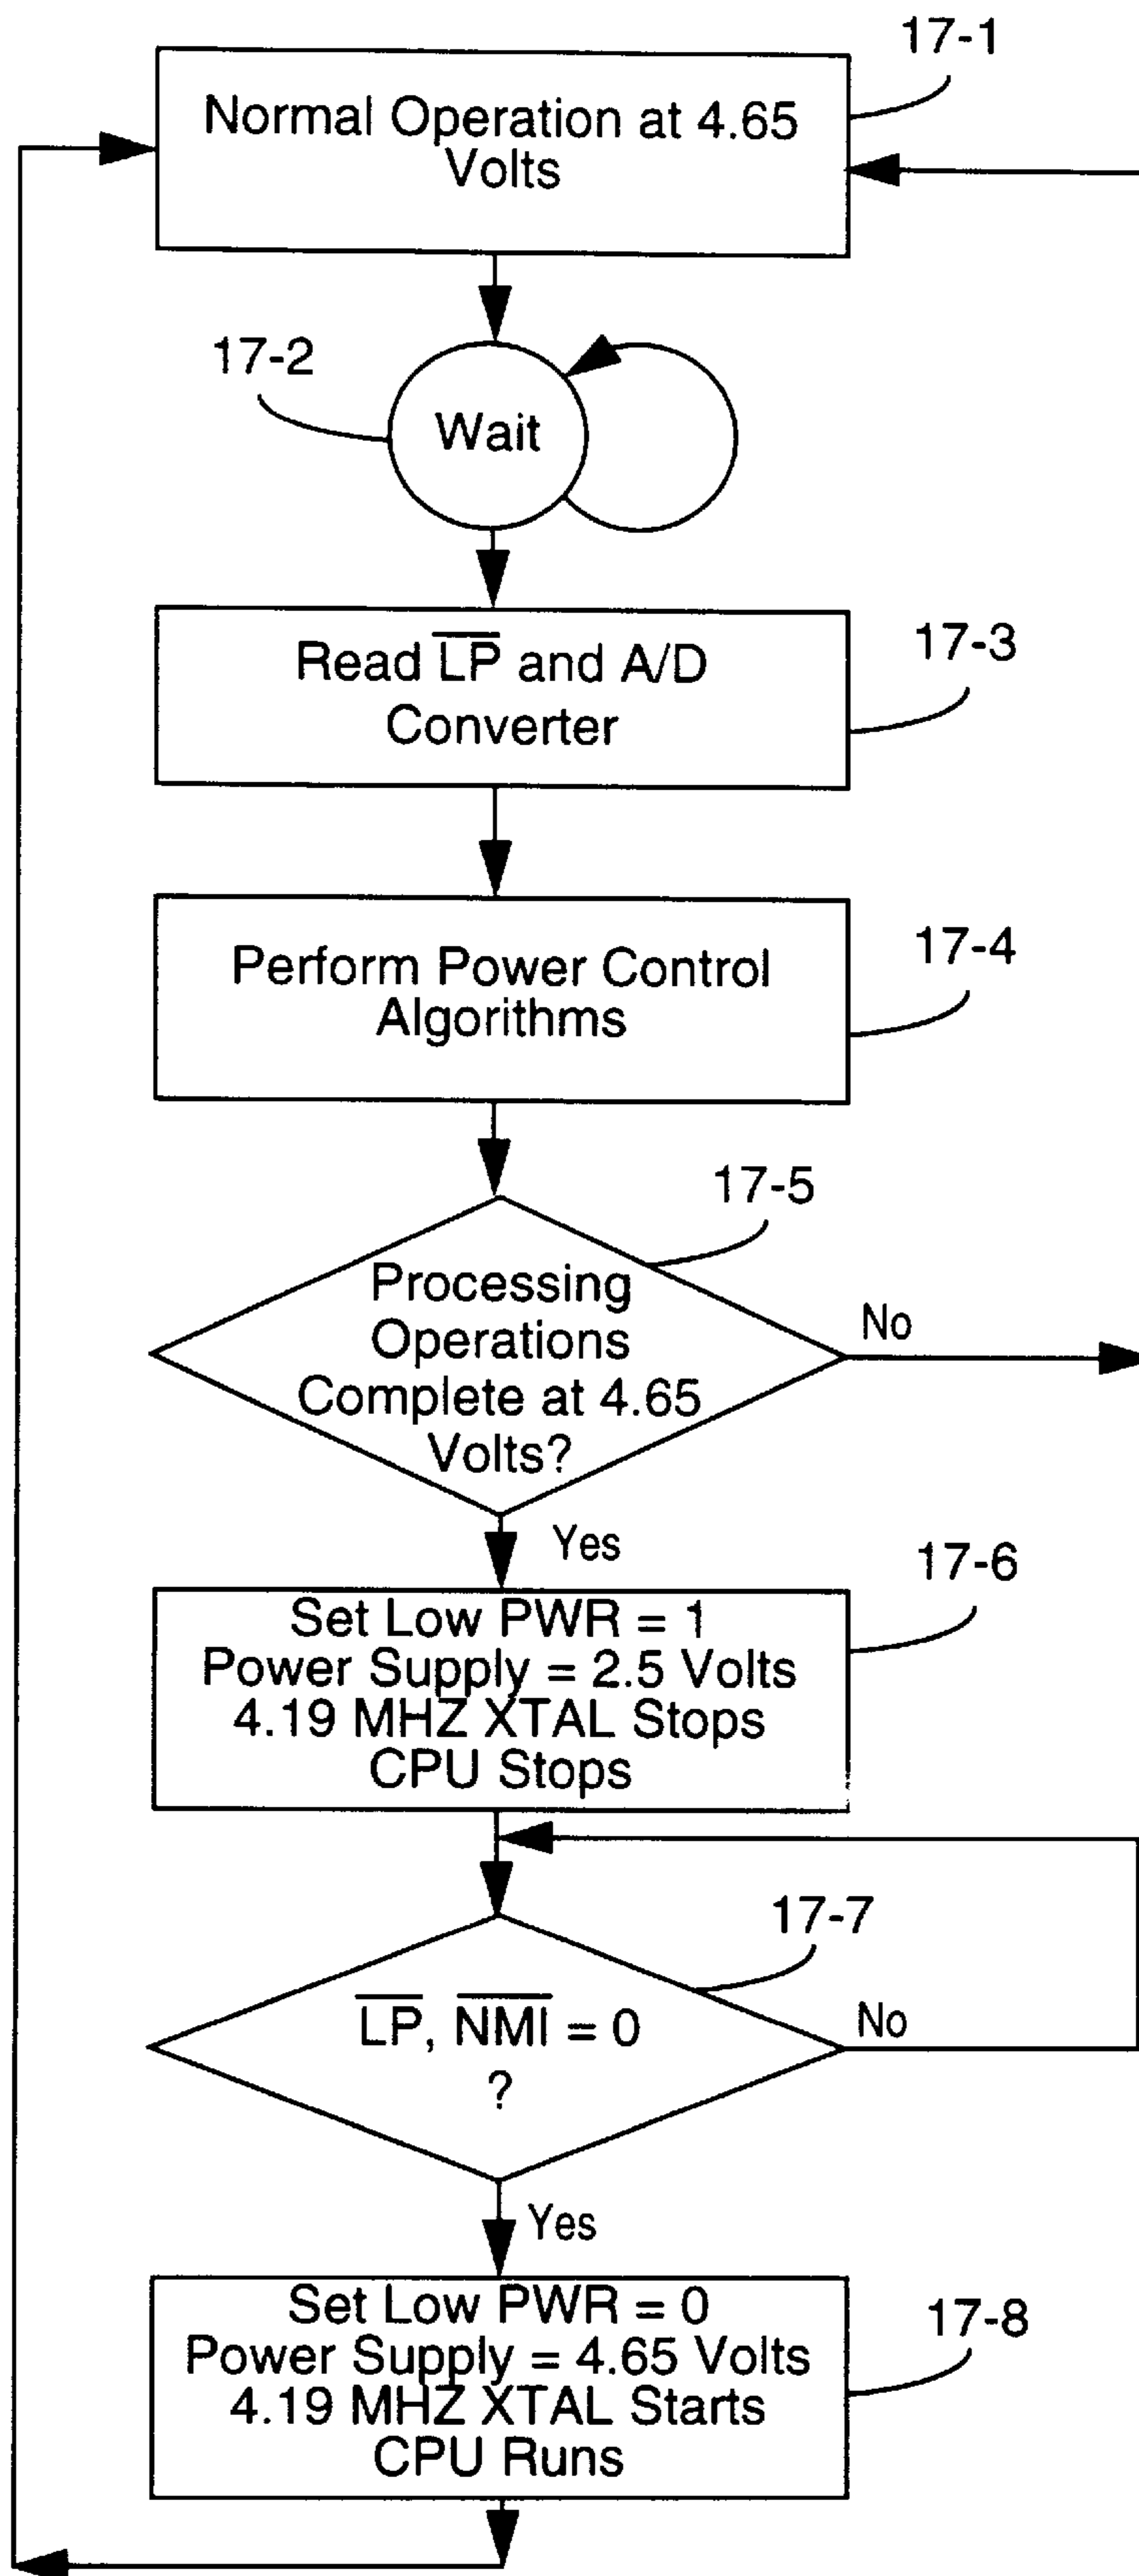 17-1
Normal Operation at 4.65
Volts
17-2
Wait
Read L̅P̅ and A/D
Converter
17-3
Perform Power Control
Algorithms
17-4
17-5
Processing
Operations
Complete at 4.65
Volts?
No
Yes
17-6
Set Low PWR = 1
Power Supply = 2.5 Volts
4.19 MHZ XTAL Stops
CPU Stops
17-7
L̅P̅, N̅M̅I̅ = 0
?
No
Yes
Set Low PWR = 0
Power Supply = 4.65 Volts
4.19 MHZ XTAL Starts
CPU Runs
17-8